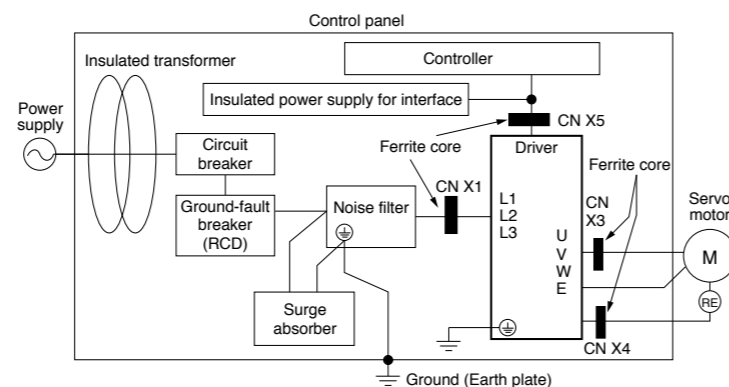 Control panel
Insulated transformer
Controller
Insulated power supply for interface
Power
supply
CN X5
Ferrite core
Driver
Circuit
breaker
Ferrite core
CN X1
Ground-fault
breaker
(RCD)
Noise filter
L1
L2
L3
CN
X3
Servo
motor
U
V
W
E
M
RE
Surge
absorber
CN X4
Ground (Earth plate)